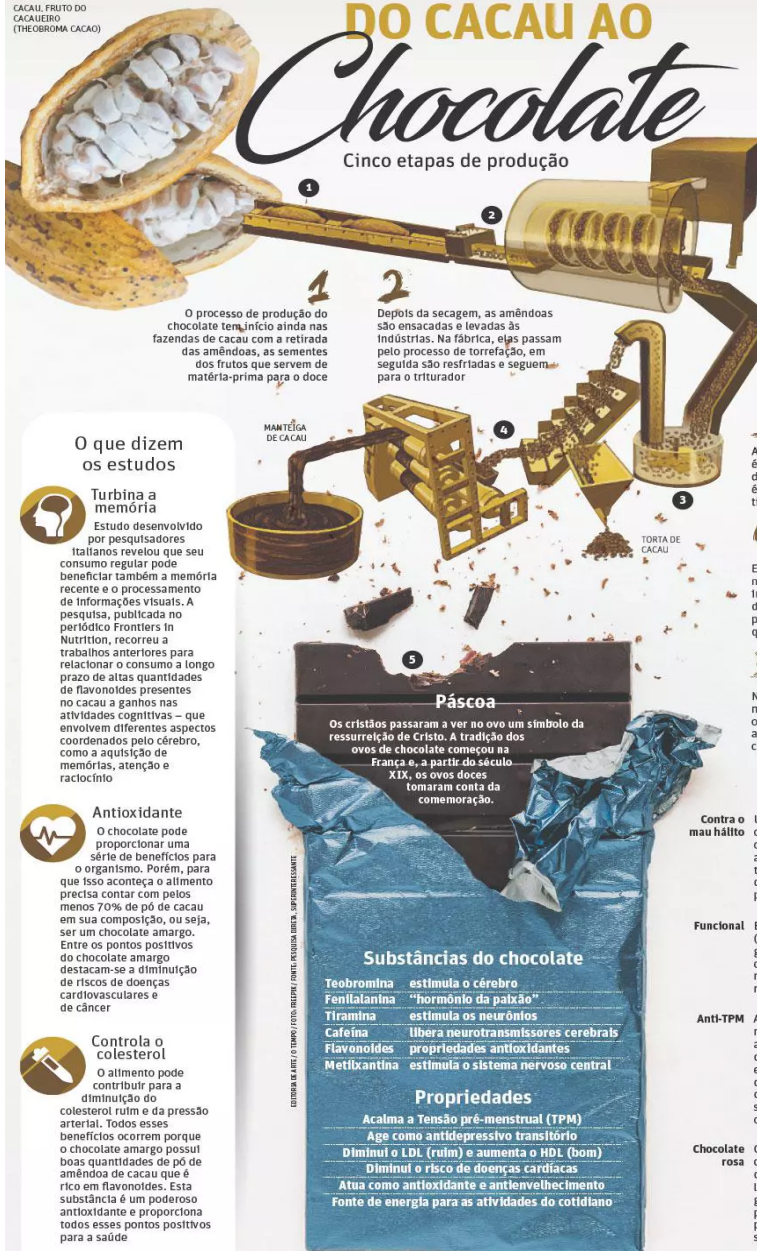 CACAU, FRUTO DO
CACAUEIRO
(THEOBROMA CACAO)
DO CACAU AO
Chocolate
Cinco etapas de produção
1
2
1
O processo de produção do
chocolate tem início ainda nas
fazendas de cacau com a retirada
das amêndoas, as sementes
dos frutos que servem de
matéria-prima para o doce
2
Depois da secagem, as amêndoas
são ensacadas e levadas às
indústrias. Na fábrica, elas passam
pelo processo de torrefação, em
seguida são resfriadas e seguem
para o triturador
MANTEIGA
DE CACAU
4
3
TORTA DE
CACAU
O que dizem
os estudos
Turbina a
memória
Estudo desenvolvido
por pesquisadores
italianos revelou que seu
consumo regular pode
beneficiar também a memória
recente e o processamento
de informações visuais. A
pesquisa, publicada no
periódico Frontiers in
Nutrition, recorreu a
trabalhos anteriores para
relacionar o consumo a longo
prazo de altas quantidades
de flavonoides presentes
no cacau a ganhos nas
atividades cognitivas – que
envolvem diferentes aspectos
coordenados pelo cérebro,
como a aquisição de
memórias, atenção e
raciocínio
Antioxidante
O chocolate pode
proporcionar uma
série de benefícios para
o organismo. Porém, para
que isso aconteça o alimento
precisa contar com pelos
menos 70% de pó de cacau
em sua composição, ou seja,
ser um chocolate amargo.
Entre os pontos positivos
do chocolate amargo
destacam-se a diminuição
de riscos de doenças
cardiovasculares e
de câncer
Controla o
colesterol
O alimento pode
contribuir para a
diminuição do
colesterol ruim e da pressão
arterial. Todos esses
benefícios ocorrem porque
o chocolate amargo possui
boas quantidades de pó de
amêndoa de cacau que é
rico em flavonoides. Esta
substância é um poderoso
antioxidante e proporciona
todos esses pontos positivos
para a saúde
5
Páscoa
Os cristãos passaram a ver no ovo um símbolo da
ressurreição de Cristo. A tradição dos
ovos de chocolate começou na
França e, a partir do século
XIX, os ovos doces
tomaram conta da
comemoração.
EDITORIA DE ARTE / O TEMPO / FOTO: FREEPIK / FONTE: PESQUISA DIRETA, SUPERINTERESSANTE
Substâncias do chocolate
Teobromina estimula o cérebro
Fenilalanina “hormônio da paixão”
Tiramina estimula os neurônios
Cafeína libera neurotransmissores cerebrais
Flavonoides propriedades antioxidantes
Metilxantina estimula o sistema nervoso central
Propriedades
Acalma a Tensão pré-menstrual (TPM)
Age como antidepressivo transitório
Diminui o LDL (ruim) e aumenta o HDL (bom)
Diminui o risco de doenças cardíacas
Atua como antioxidante e antienvelhecimento
Fonte de energia para as atividades do cotidiano
Contra o
mau hálito
Funcional
Anti-TPM
Chocolate
rosa